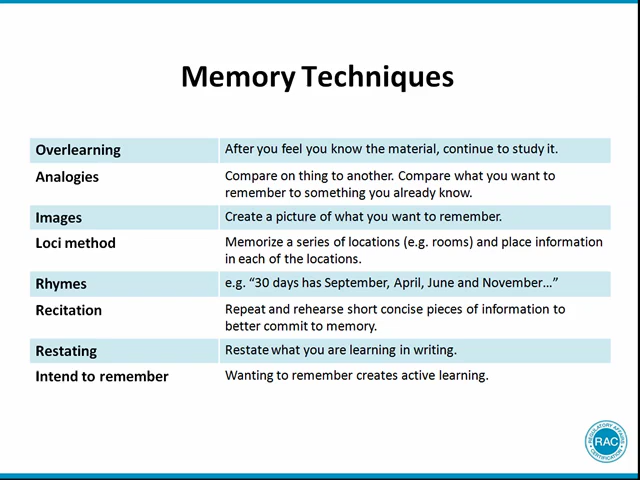 Memory Techniques
Overlearning
After you feel you know the material, continue to study it.
Analogies
Compare on thing to another. Compare what you want to
remember to something you already know.
Images
Create a picture of what you want to remember.
Loci method
Memorize a series of locations (e.g. rooms) and place information
in each of the locations.
Rhymes
e.g. “30 days has September, April, June and November…”
Recitation
Repeat and rehearse short concise pieces of information to
better commit to memory.
Restating
Restate what you are learning in writing.
Intend to remember
Wanting to remember creates active learning.
REGULATORY AFFAIRS
RAC
CERTIFICATION